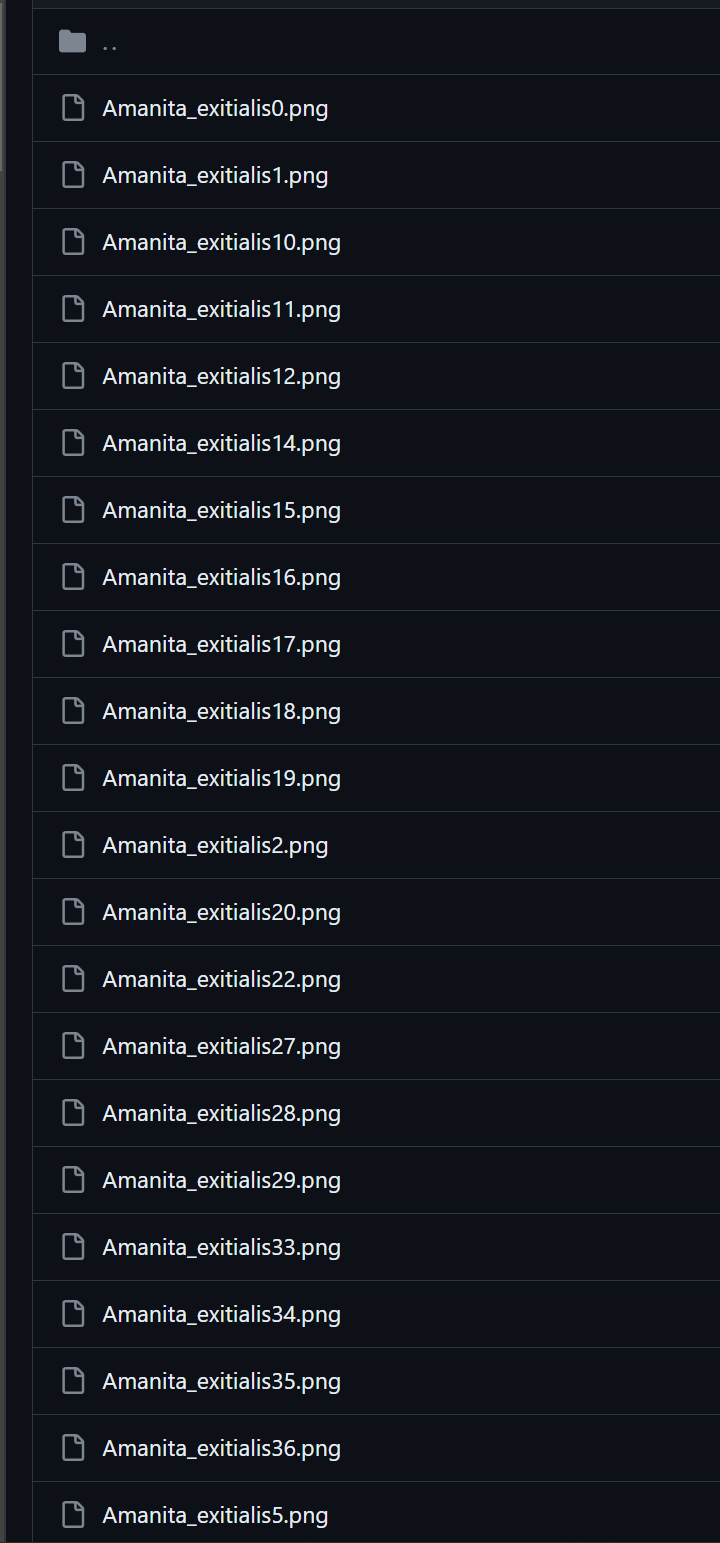 ..
Amanita_exitialis0.png
Amanita_exitialis1.png
Amanita_exitialis10.png
Amanita_exitialis11.png
Amanita_exitialis12.png
Amanita_exitialis14.png
Amanita_exitialis15.png
Amanita_exitialis16.png
Amanita_exitialis17.png
Amanita_exitialis18.png
Amanita_exitialis19.png
Amanita_exitialis2.png
Amanita_exitialis20.png
Amanita_exitialis22.png
Amanita_exitialis27.png
Amanita_exitialis28.png
Amanita_exitialis29.png
Amanita_exitialis33.png
Amanita_exitialis34.png
Amanita_exitialis35.png
Amanita_exitialis36.png
Amanita_exitialis5.png